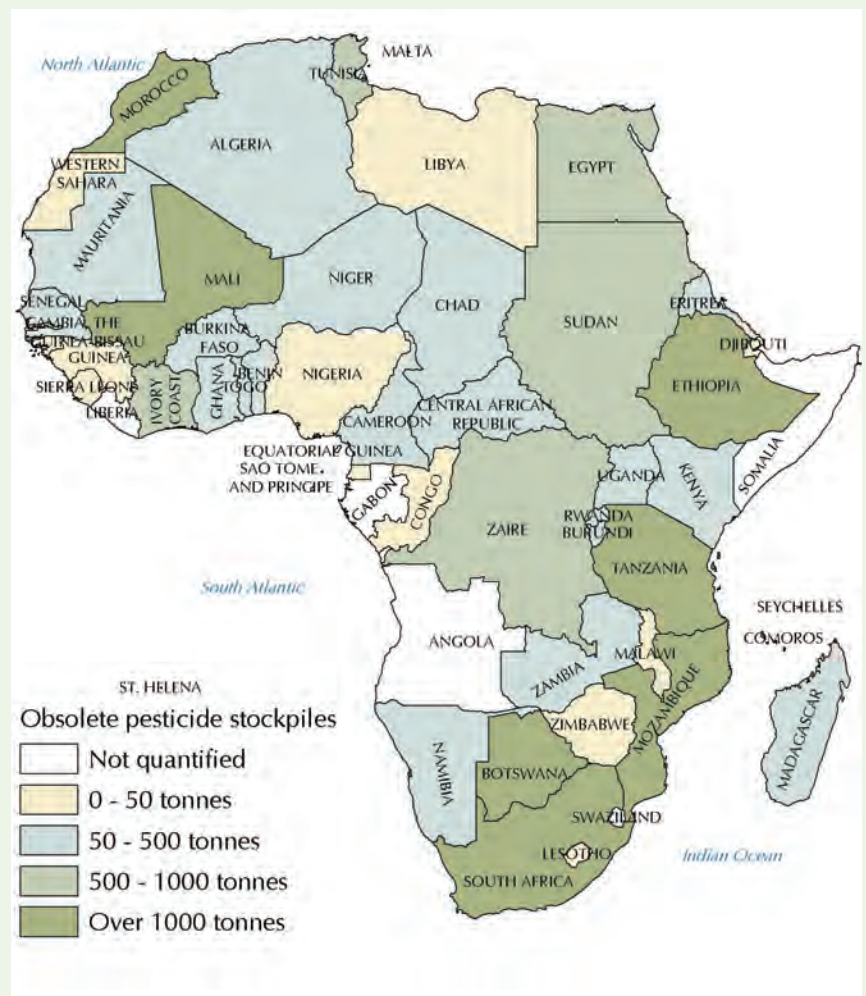 North Atlantic
MALTA
TUNISIA
MOROCCO
ALGERIA
LIBYA
EGYPT
WESTERN
SAHARA
MAURITANIA
MALI
NIGER
CHAD
SUDAN
ERITREA
SENEGAL
GAMBIA, THE
GUINEA-BISSAU
GUINEA
BURKINA
FASO
DJIBOUTI
SIERRA LEONE
LIBERIA
IVORY
COAST
GHANA
TOGO
BENIN
NIGERIA
ETHIOPIA
CAMEROON
CENTRAL AFRICAN
REPUBLIC
EQUATORIAL GUINEA
SAO TOME
AND PRINCIPE
GABON
CONGO
UGANDA
KENYA
SOMALIA
RWANDA
BURUNDI
ZAIRE
TANZANIA
South Atlantic
SEYCHELLES
COMOROS
ANGOLA
MALAWI
ZAMBIA
MOZAMBIQUE
ZIMBABWE
MADAGASCAR
NAMIBIA
BOTSWANA
SWAZILAND
LESOTHO
SOUTH AFRICA
Indian Ocean
ST. HELENA
Obsolete pesticide stockpiles
Not quantified
0 - 50 tonnes
50 - 500 tonnes
500 - 1000 tonnes
Over 1000 tonnes